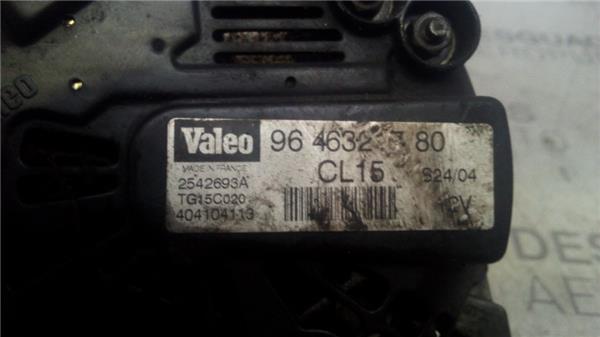 Valeo 96 4632 80
MADE IN FRANCE CL15 S24/04
2542693A
TG15C020
404104113